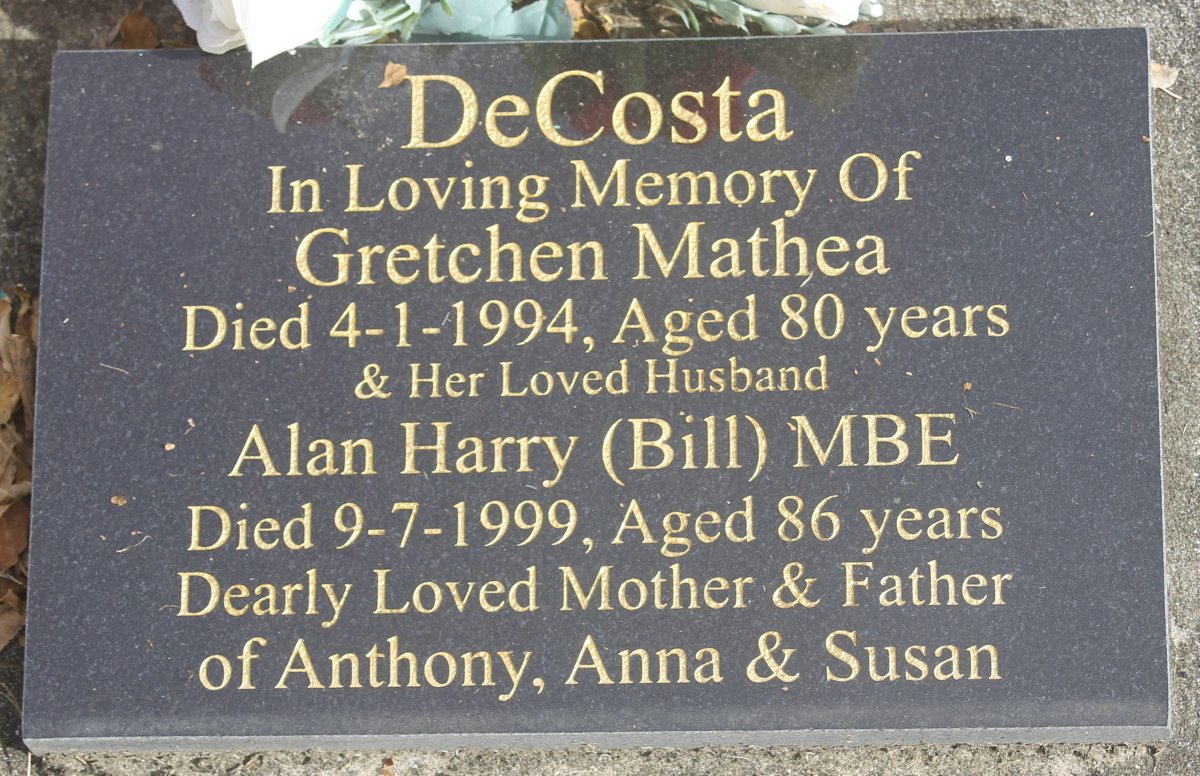 DeCosta
In Loving Memory Of
Gretchen Mathea
Died 4-1-1994, Aged 80 years
& Her Loved Husband
Alan Harry (Bill) MBE
Died 9-7-1999, Aged 86 years
Dearly Loved Mother & Father
of Anthony, Anna & Susan